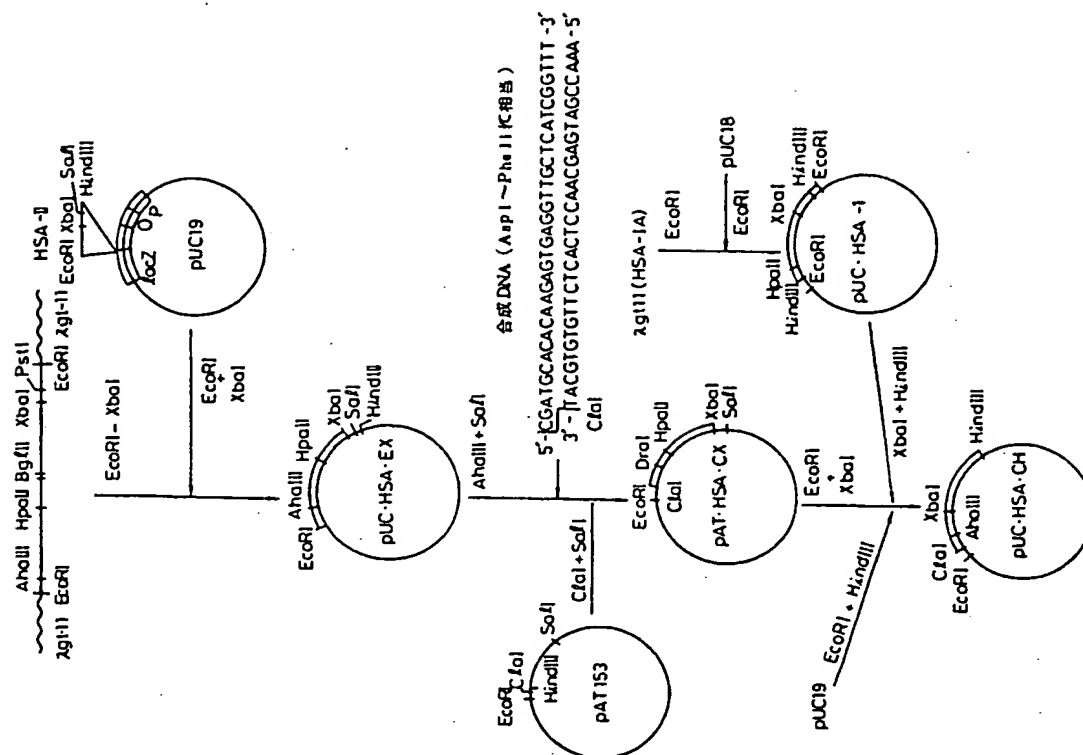 HSA-II
λgt-11 EcoRI AhaIII HpaII BglII XbaI PstI EcoRI λgt-11
EcoRI XbaI SalI HindIII
lacZ O P
pUC19
EcoRI-XbaI
EcoRI + XbaI
EcoRI AhaIII HpaII XbaI SalI HindIII
pUC·HSA·EX
AhaIII + SalI
合成DNA (Asp1~Phe11に相当)
5'-CGATGCACACAAGAGTGAGGTTGCTCATCGGTTT-3'
3'-TACGTGTGTTCTCACTCCAACGAGTAGCCAAA-5'
ClaI
EcoRI ClaI HindIII SalI
pAT153
ClaI + SalI
EcoRI ClaI DraI HpaII XbaI SalI
pAT·HSA·CX
λgt11 (HSA-1A)
EcoRI
pUC18
EcoRI
HindIII EcoRI HpaII XbaI HindIII EcoRI
pUC·HSA-1
EcoRI + XbaI
XbaI + HindIII
pUC19
EcoRI + HindIII
EcoRI ClaI AhaIII XbaI HindIII
pUC·HSA·CH